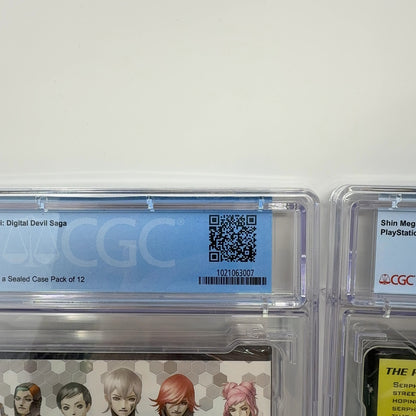 i: Digital Devil Saga
CGC
a Sealed Case Pack of 12
1021063007
Shin Meg
PlayStatio
CGC
THE
SERPH
STREE
HOPIN
SERPH